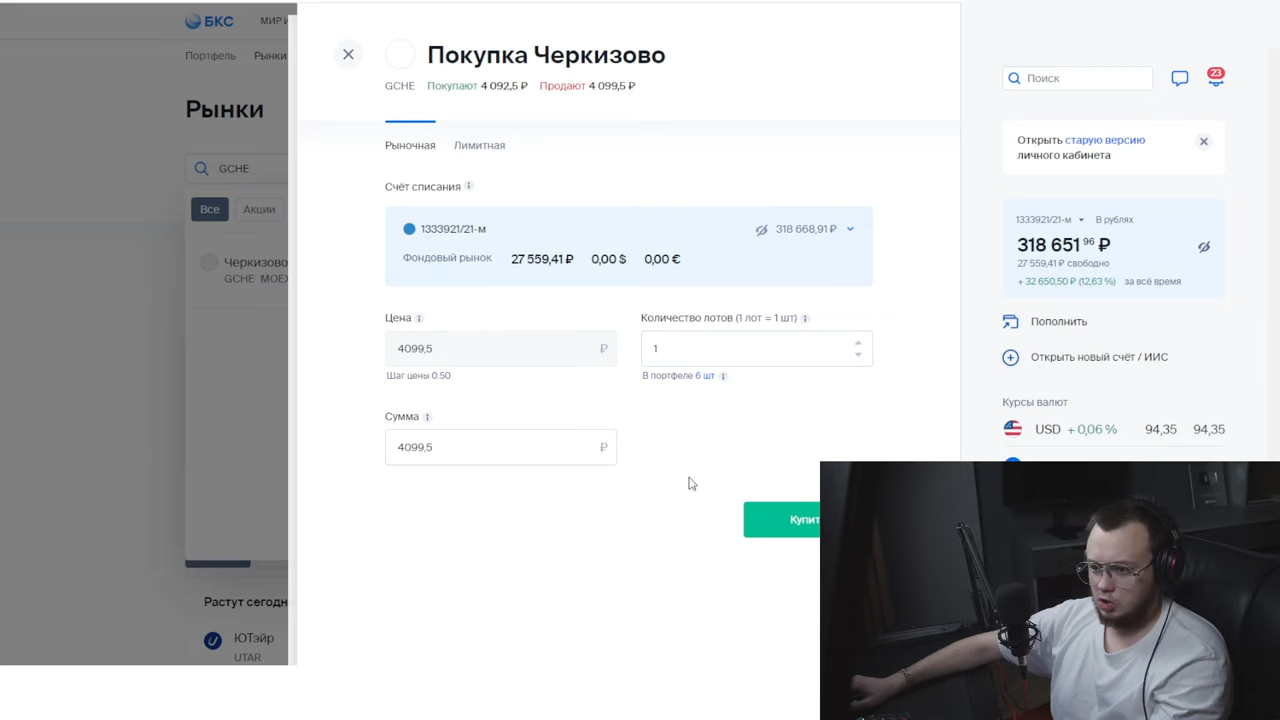 БКС
МИР И
Портфель
Рынки
Рынки
GCHE
Все
Акции
Черкизово
GCHE MOEX
Растут сегодн
ЮТэйр
UTAR
Покупка Черкизово
GCHE Покупают 4 092,5 ₽ Продают 4 099,5 ₽
Рыночная Лимитная
Счёт списания
1333921/21-м 318 668,91 ₽
Фондовый рынок 27 559,41 ₽ 0,00 $ 0,00 €
Цена
Количество лотов (1 лот = 1 шт)
4099,5 ₽
1
Шаг цены 0.50
В портфеле 6 шт
Сумма
4099,5 ₽
Купит
Поиск
23
Открыть старую версию
личного кабинета
1333921/21-м В рублях
318 651 96 ₽
27 559,41 ₽ свободно
+ 32 650,50 ₽ (12,63 %) за всё время
Пополнить
Открыть новый счёт / ИИС
Курсы валют
USD + 0,06 % 94,35 94,35